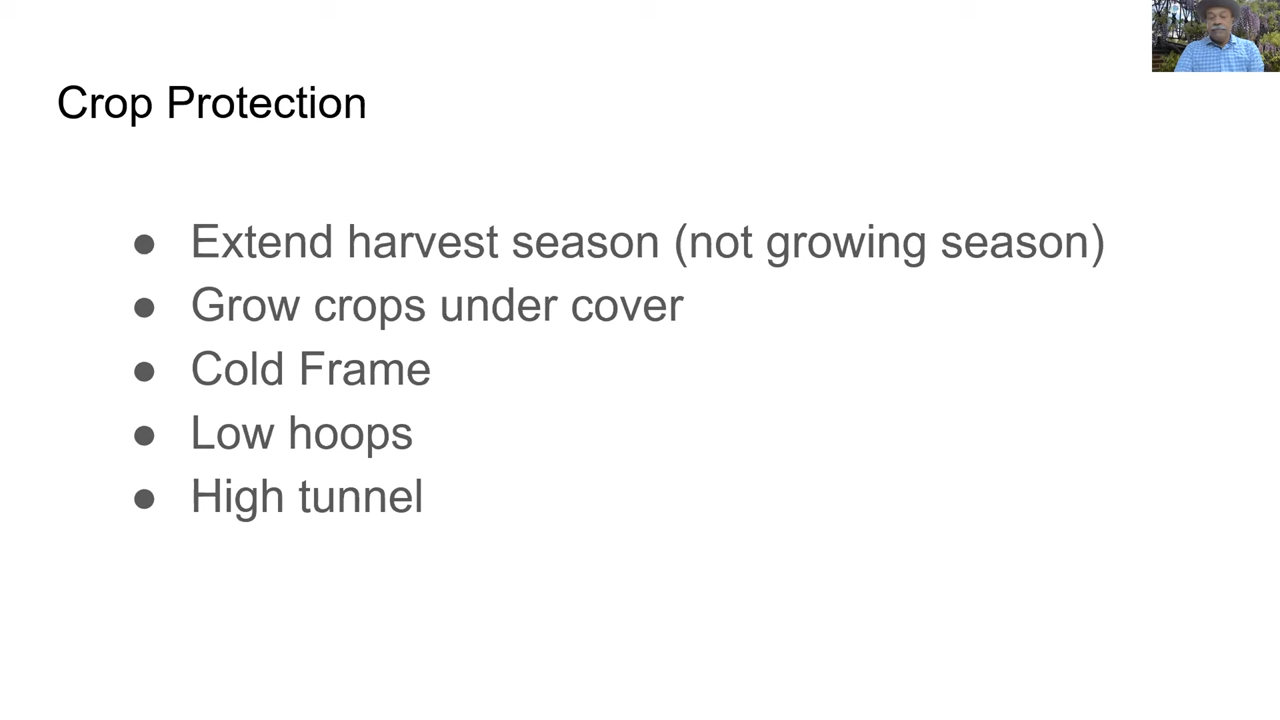 Crop Protection
● Extend harvest season (not growing season)
● Grow crops under cover
● Cold Frame
● Low hoops
● High tunnel